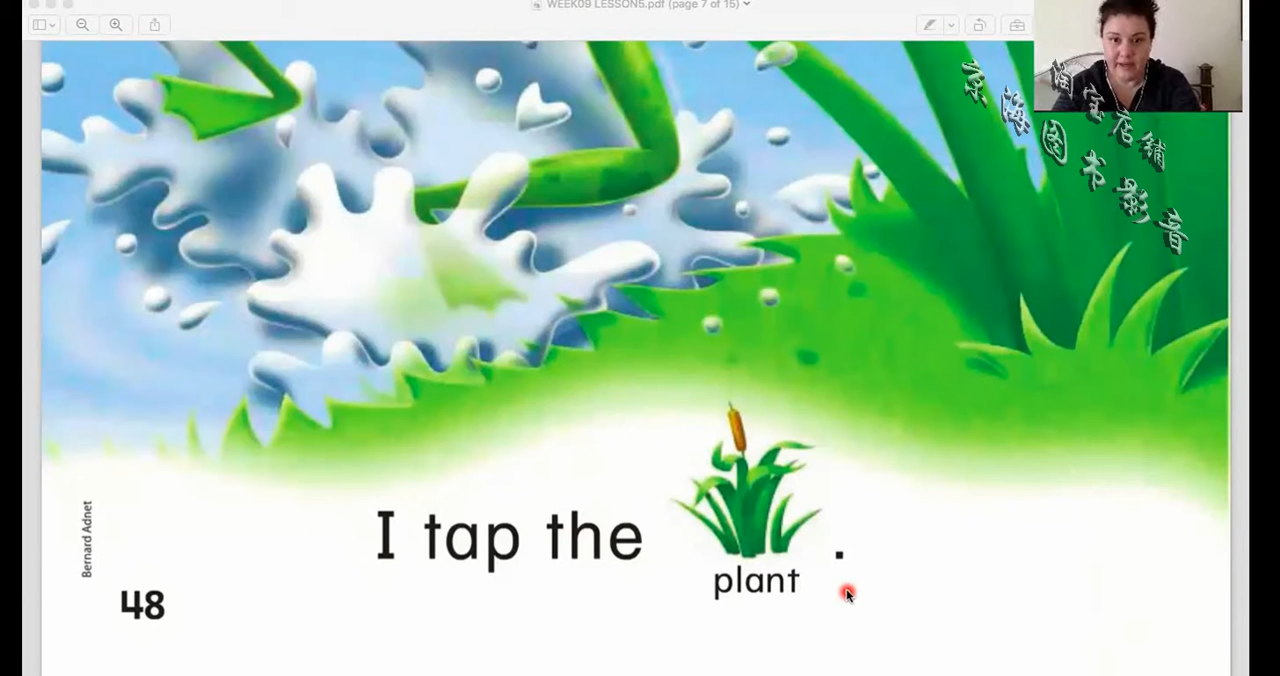 WEEK09 LESSON5.pdf (page 7 of 15)
京海图书影音
淘宝店铺
I tap the .
plant
Bernard Adnet
48